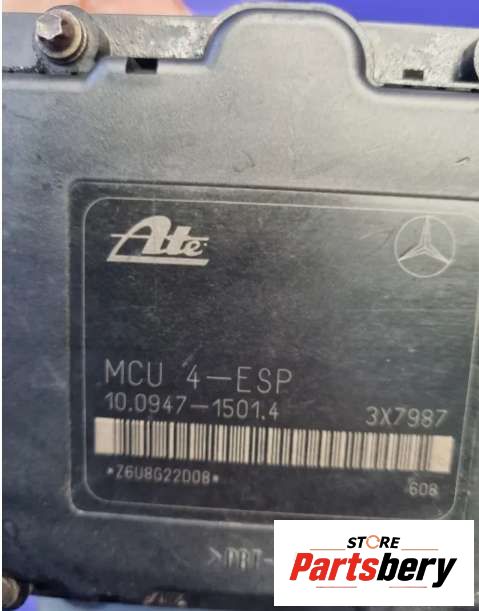 Ate
MCU 4-ESP
10.0947-1501.4 3X7987
*Z6U8G22D08*
608
STORE
Partsbery